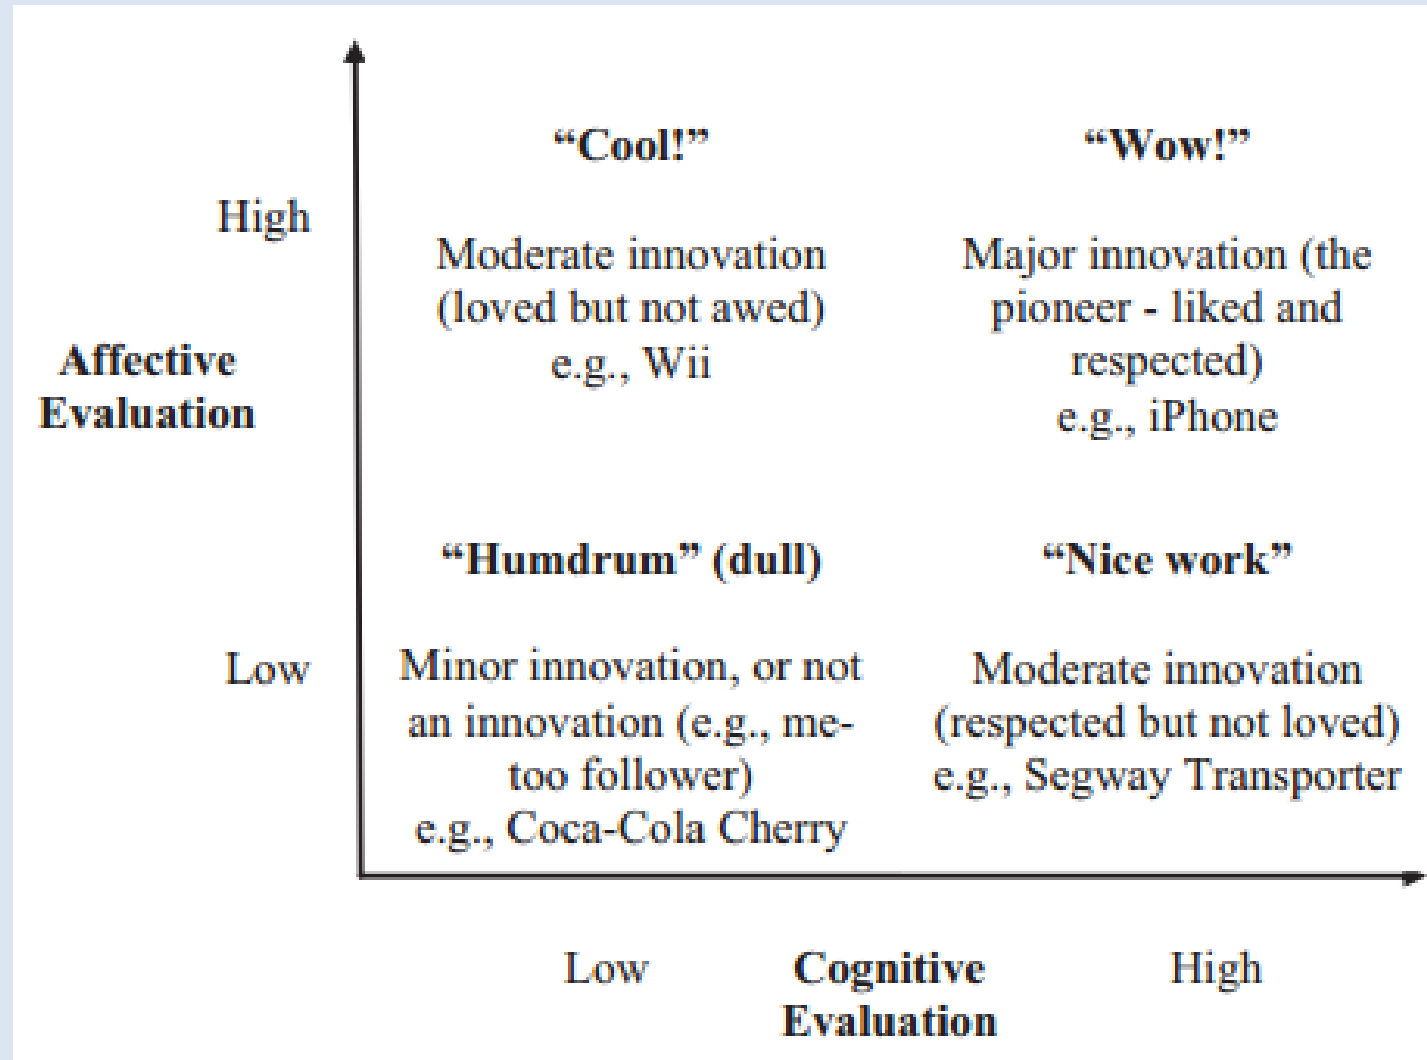 “Cool!”
“Wow!”
High
Moderate innovation
(loved but not awed)
e.g., Wii
Major innovation (the
pioneer - liked and
respected)
e.g., iPhone
Affective
Evaluation
“Humdrum” (dull)
“Nice work”
Low
Minor innovation, or not
an innovation (e.g., me-
too follower)
e.g., Coca-Cola Cherry
Moderate innovation
(respected but not loved)
e.g., Segway Transporter
Low
Cognitive
Evaluation
High